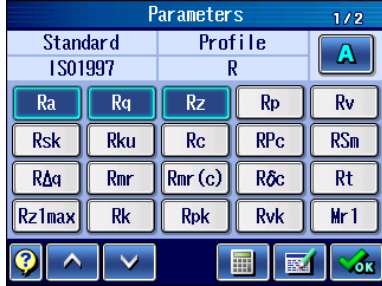 Parameters 1/2
Standard Profile
ISO1997 R A
Ra Rq Rz Rp Rv
Rsk Rku Rc RPc RSm
RΔq Rmr Rmr(c) Rδc Rt
Rz1max Rk Rpk Rvk Mr1
? OK